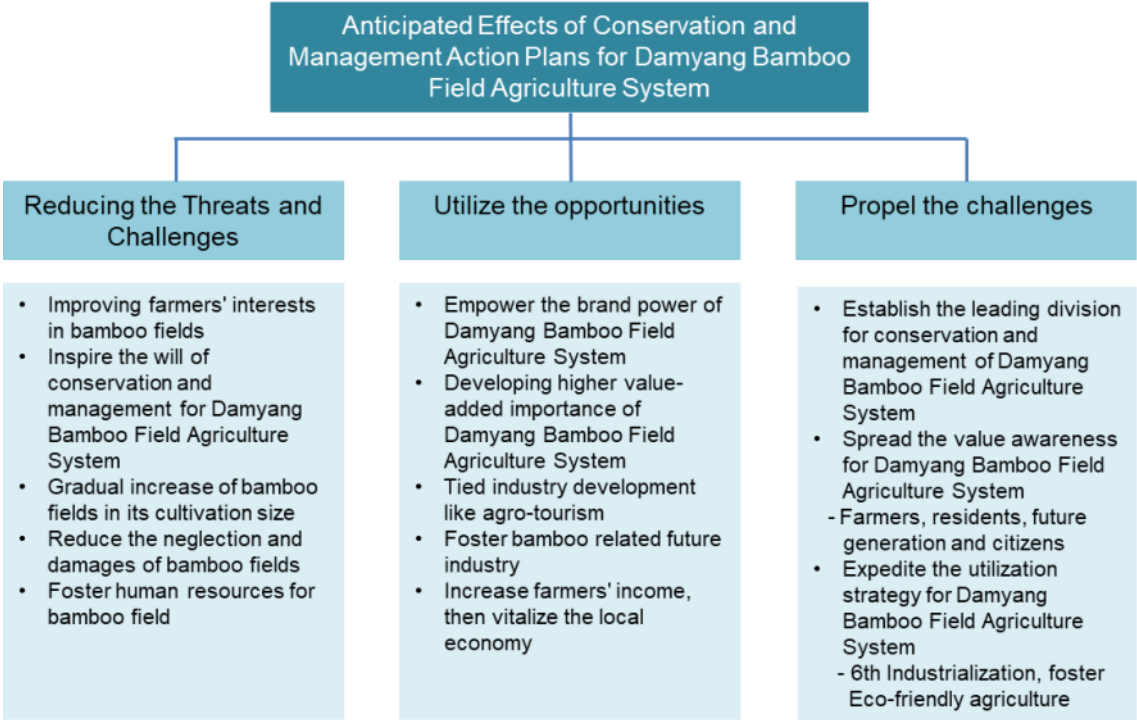 Anticipated Effects of Conservation and
Management Action Plans for Damyang Bamboo
Field Agriculture System
Reducing the Threats and
Challenges
• Improving farmers' interests
in bamboo fields
• Inspire the will of
conservation and
management for Damyang
Bamboo Field Agriculture
System
• Gradual increase of bamboo
fields in its cultivation size
• Reduce the neglection and
damages of bamboo fields
• Foster human resources for
bamboo field
Utilize the opportunities
• Empower the brand power of
Damyang Bamboo Field
Agriculture System
• Developing higher value-
added importance of
Damyang Bamboo Field
Agriculture System
• Tied industry development
like agro-tourism
• Foster bamboo related future
industry
• Increase farmers' income,
then vitalize the local
economy
Propel the challenges
• Establish the leading division
for conservation and
management of Damyang
Bamboo Field Agriculture
System
• Spread the value awareness
for Damyang Bamboo Field
Agriculture System
- Farmers, residents, future
generation and citizens
• Expedite the utilization
strategy for Damyang
Bamboo Field Agriculture
System
- 6th Industrialization, foster
Eco-friendly agriculture